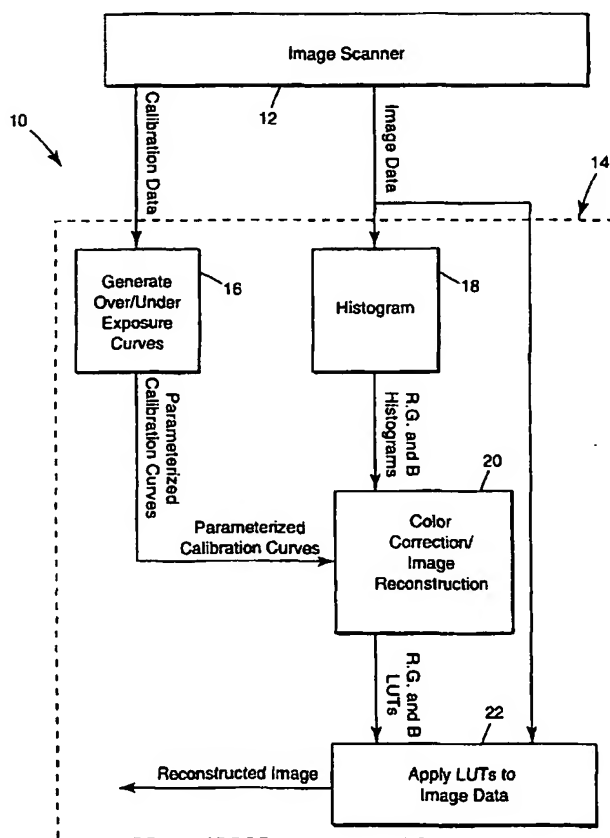 Image Scanner
10
12
Calibration Data
Image Data
14
Generate
Over/Under
Exposure
Curves
16
Histogram
18
Parameterized
Calibration Curves
R.G. and B
Histograms
20
Parameterized
Calibration Curves
Color
Correction/
Image
Reconstruction
R.G. and B
LUTs
22
Reconstructed Image
Apply LUTs to
Image Data